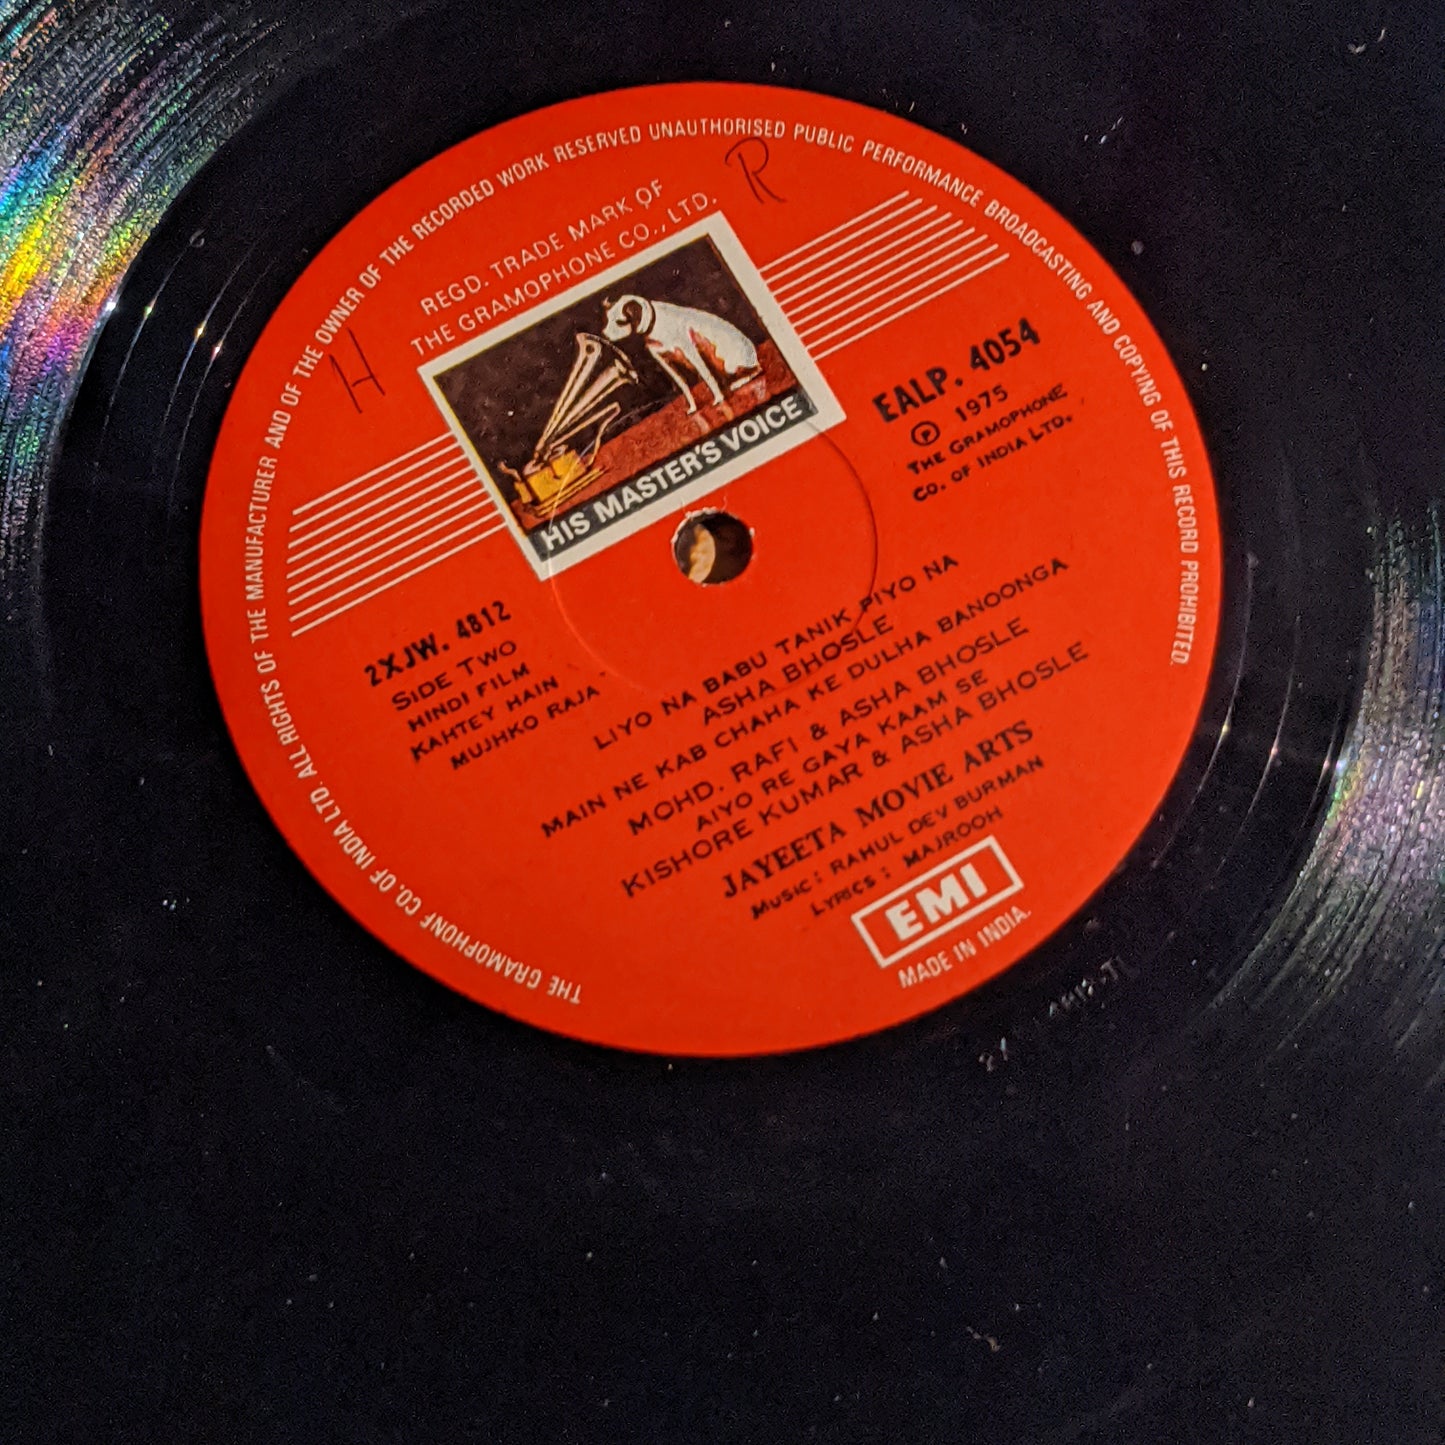 THE GRAMOPHONE CO. OF INDIA LTD. ALL RIGHTS OF THE MANUFACTURER AND OF THE OWNER OF THE RECORDED WORK RESERVED UNAUTHORISED PUBLIC PERFORMANCE BROADCASTING AND COPYING OF THIS RECORD PROHIBITED.
H
R
REGD. TRADE MARK OF
THE GRAMOPHONE CO., LTD.
HIS MASTER'S VOICE
EALP. 4054
℗ 1975
THE GRAMOPHONE
CO. OF INDIA LTD.
2XJW. 4812
SIDE TWO
HINDI FILM
KAHTEY HAIN
MUJHKO RAJA
LIYO NA BABU TANIK PIYO NA
ASHA BHOSLE
MAIN NE KAB CHAHA KE DULHA BANOONGA
MOHD. RAFI & ASHA BHOSLE
AIYO RE GAYA KAAM SE
KISHORE KUMAR & ASHA BHOSLE
JAYEETA MOVIE ARTS
MUSIC: RAHUL DEV BURMAN
LYRICS: MAJROOH
EMI
MADE IN INDIA.